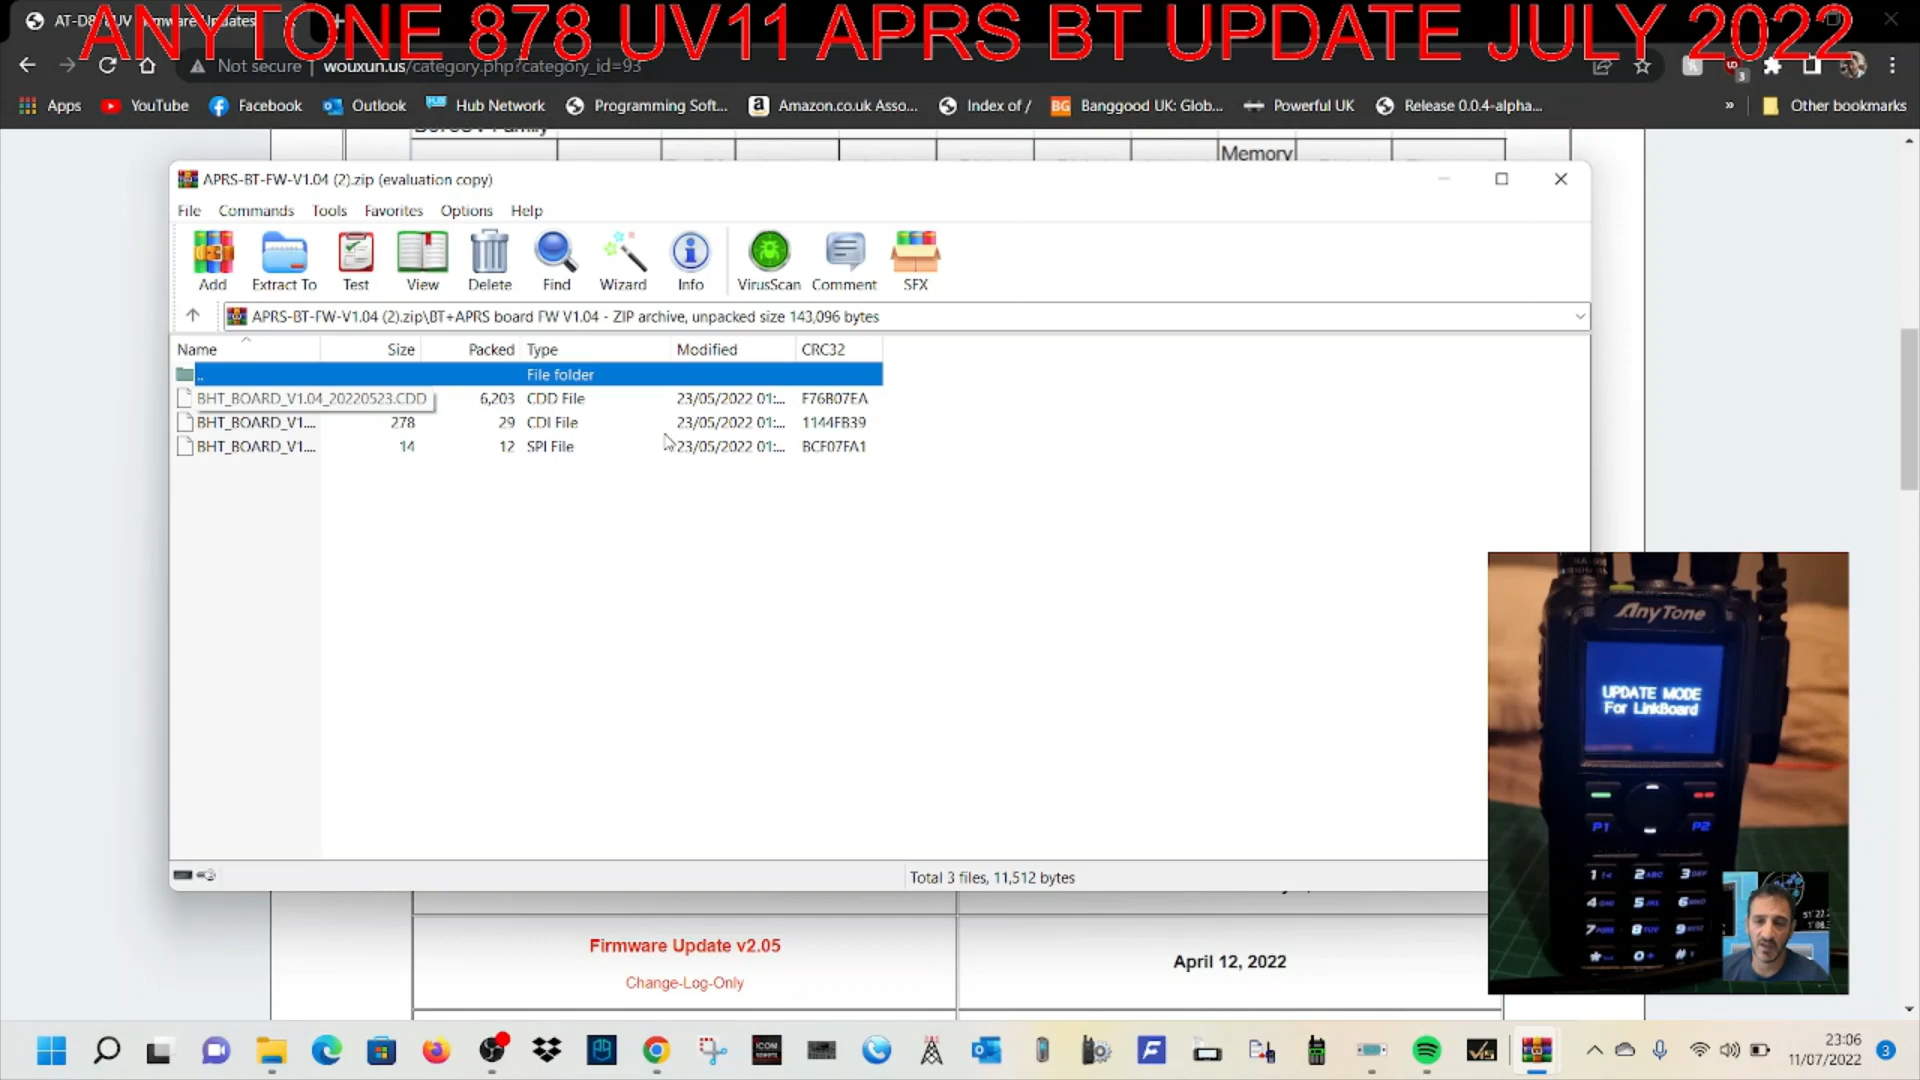 ANYTONE 878 UV11 APRS BT UPDATE JULY 2022
Not secure wouxun.us/category.php?category_id=93
Apps YouTube Facebook Outlook Hub Network Programming Soft... Amazon.co.uk Asso... Index of / Banggood UK: Glob... Powerful UK Release 0.0.4-alpha... » Other bookmarks
Memory
APRS-BT-FW-V1.04 (2).zip (evaluation copy)
File Commands Tools Favorites Options Help
Add Extract To Test View Delete Find Wizard Info VirusScan Comment SFX
APRS-BT-FW-V1.04 (2).zip\BT+APRS board FW V1.04 - ZIP archive, unpacked size 143,096 bytes
Name Size Packed Type Modified CRC32
.. File folder
BHT_BOARD_V1.04_20220523.CDD 6,203 CDD File 23/05/2022 01:... F76B07EA
BHT_BOARD_V1.... 278 29 CDI File 23/05/2022 01:... 1144FB39
BHT_BOARD_V1.... 14 12 SPI File 23/05/2022 01:... BCF07FA1
AnyTone
UPDATE MODE
For LinkBoard
P1 P2
Total 3 files, 11,512 bytes
Firmware Update v2.05
Change-Log-Only
April 12, 2022
23:06
11/07/2022
3